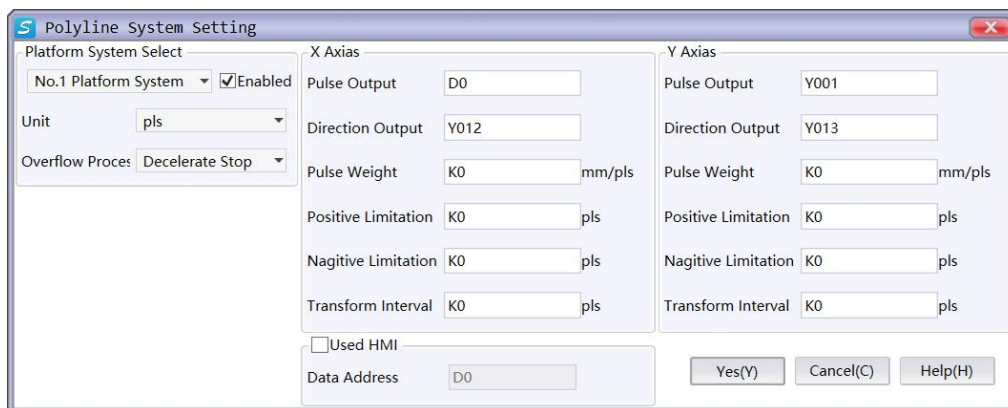 S Polyline System Setting
Platform System Select
No.1 Platform System Enabled
Unit pls
Overflow Proces Decelerate Stop
X Axias
Pulse Output D0
Direction Output Y012
Pulse Weight K0 mm/pls
Positive Limitation K0 pls
Nagitive Limitation K0 pls
Transform Interval K0 pls
Y Axias
Pulse Output Y001
Direction Output Y013
Pulse Weight K0 mm/pls
Positive Limitation K0 pls
Nagitive Limitation K0 pls
Transform Interval K0 pls
Used HMI
Data Address D0
Yes(Y) Cancel(C) Help(H)